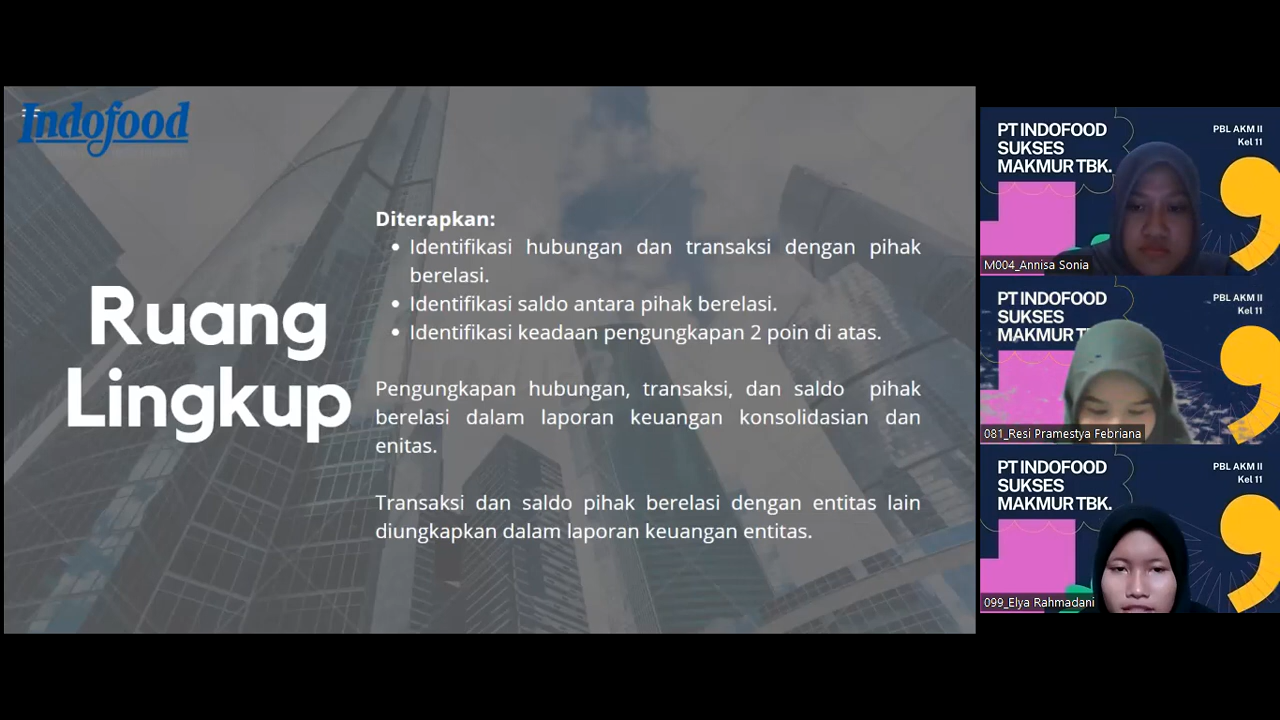 Indofood
Ruang
Lingkup
Diterapkan:
• Identifikasi hubungan dan transaksi dengan pihak
berelasi.
• Identifikasi saldo antara pihak berelasi.
• Identifikasi keadaan pengungkapan 2 poin di atas.
Pengungkapan hubungan, transaksi, dan saldo pihak
berelasi dalam laporan keuangan konsolidasian dan
enitas.
Transaksi dan saldo pihak berelasi dengan entitas lain
diungkapkan dalam laporan keuangan entitas.
PT INDOFOOD
SUKSES
MAKMUR TBK.
PBL AKM II
Kel 11
M004_Annisa Sonia
PT INDOFOOD
SUKSES
MAKMUR T
PBL AKM II
Kel 11
081_Resi Pramestya Febriana
PT INDOFOOD
SUKSES
MAKMUR TBK.
PBL AKM II
Kel 11
099_Elya Rahmadani